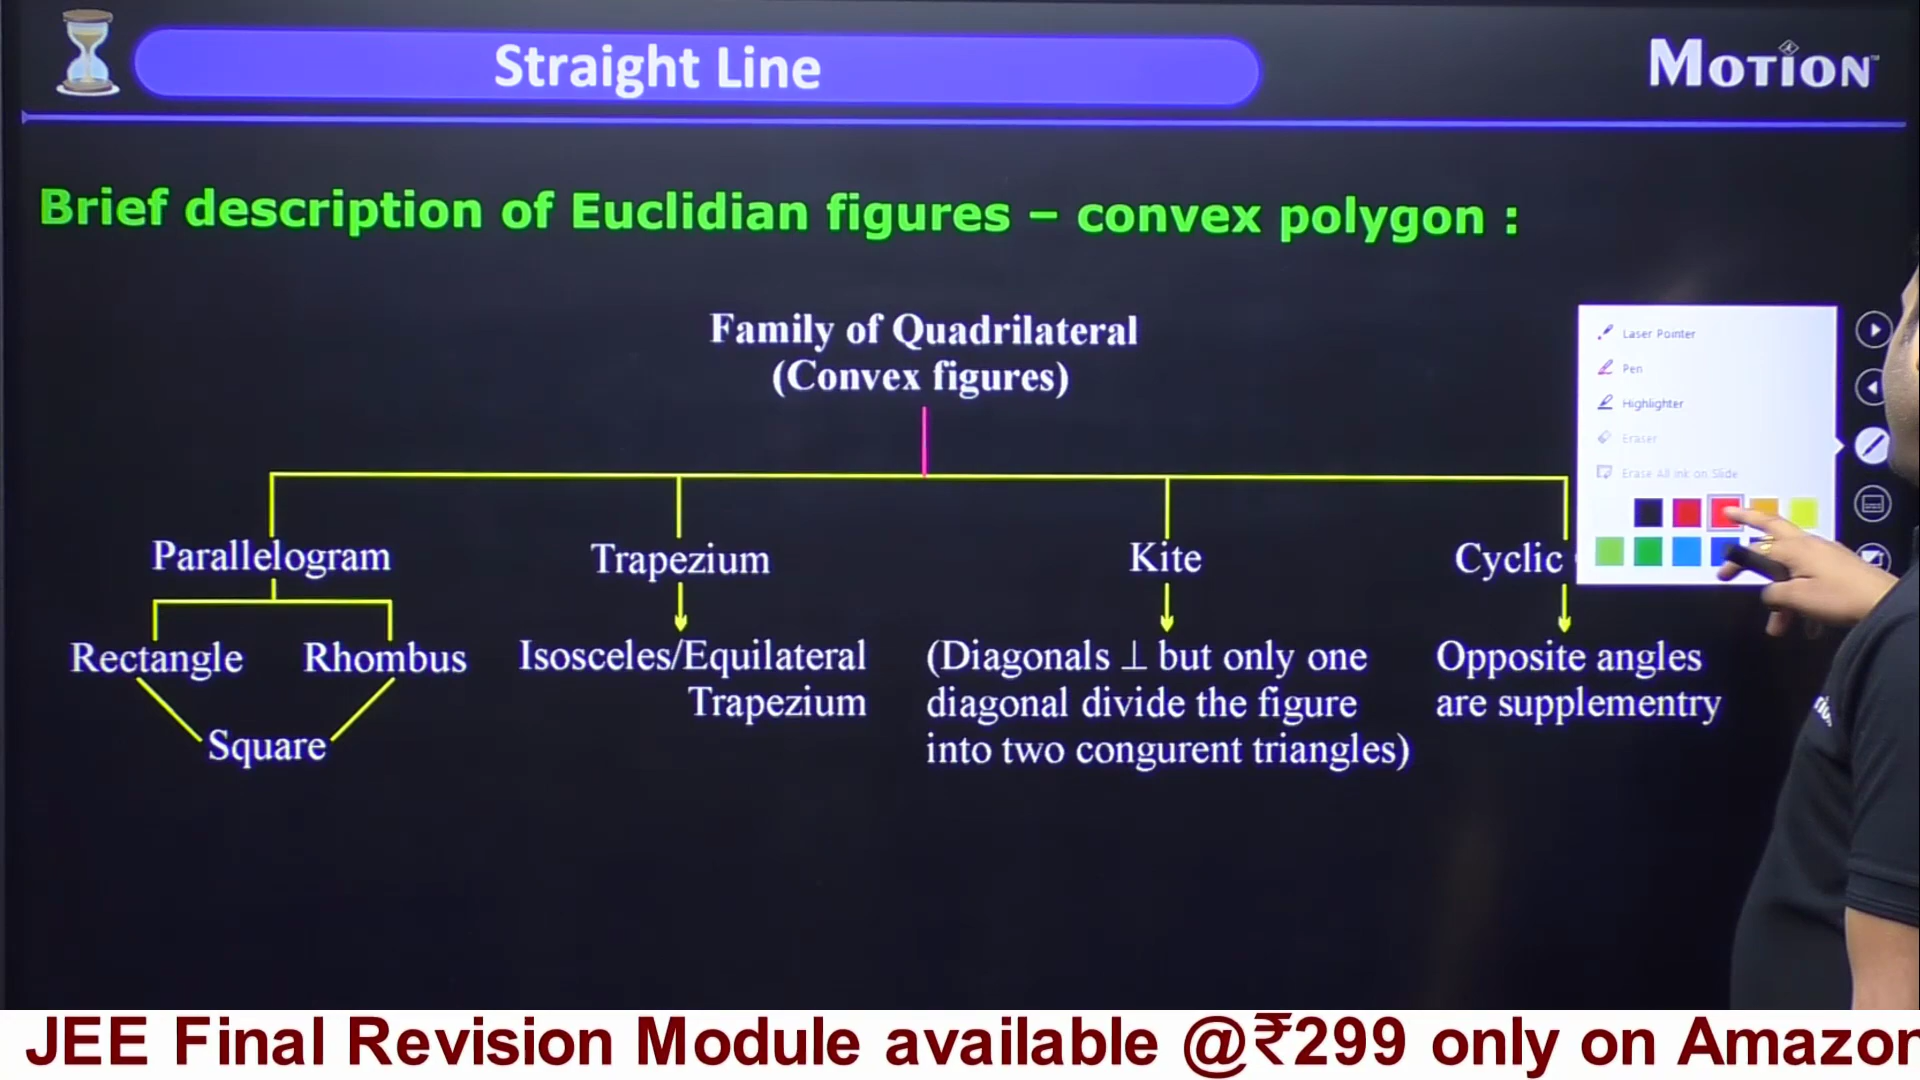 Straight Line
MOTION
Brief description of Euclidian figures – convex polygon :
Family of Quadrilateral
(Convex figures)
Laser Pointer
Pen
Highlighter
Eraser
Erase All Ink on Slide
Parallelogram
Trapezium
Kite
Cyclic
Rectangle
Rhombus
Square
Isosceles/Equilateral
Trapezium
(Diagonals ⊥ but only one
diagonal divide the figure
into two congurent triangles)
Opposite angles
are supplementry
JEE Final Revision Module available @₹299 only on Amazon